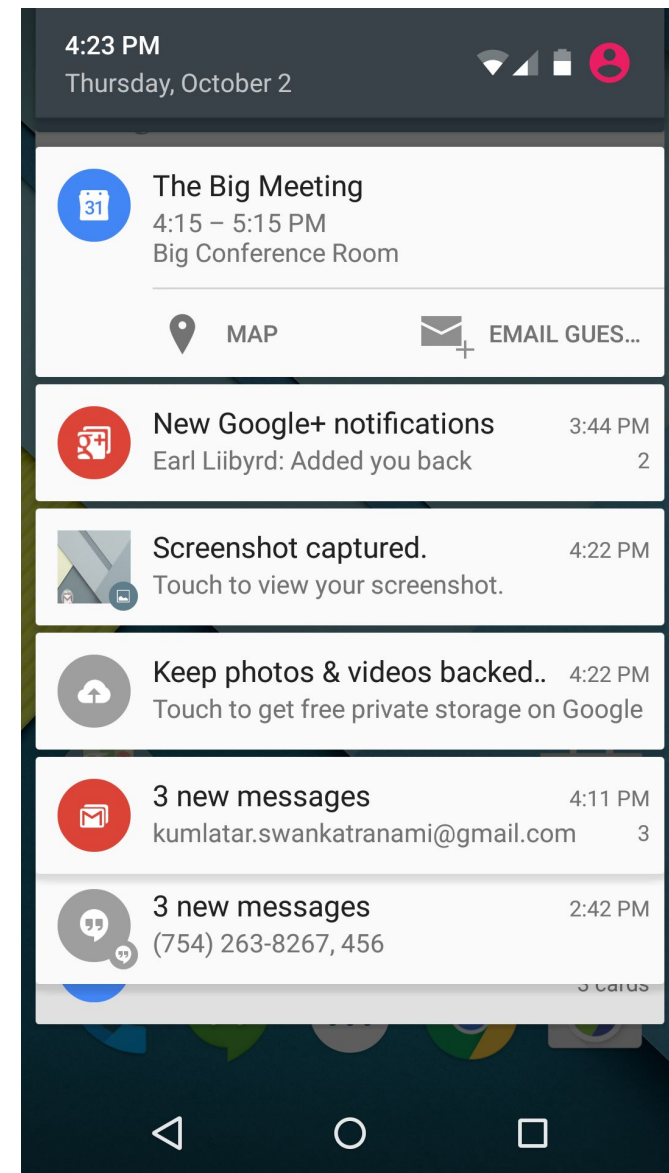 4:23 PM
Thursday, October 2
31
The Big Meeting
4:15 – 5:15 PM
Big Conference Room
MAP
EMAIL GUES...
New Google+ notifications 3:44 PM
Earl Liibyrd: Added you back 2
Screenshot captured. 4:22 PM
Touch to view your screenshot.
Keep photos & videos backed.. 4:22 PM
Touch to get free private storage on Google
3 new messages 4:11 PM
kumlatar.swankatranami@gmail.com 3
3 new messages 2:42 PM
(754) 263-8267, 456
cards